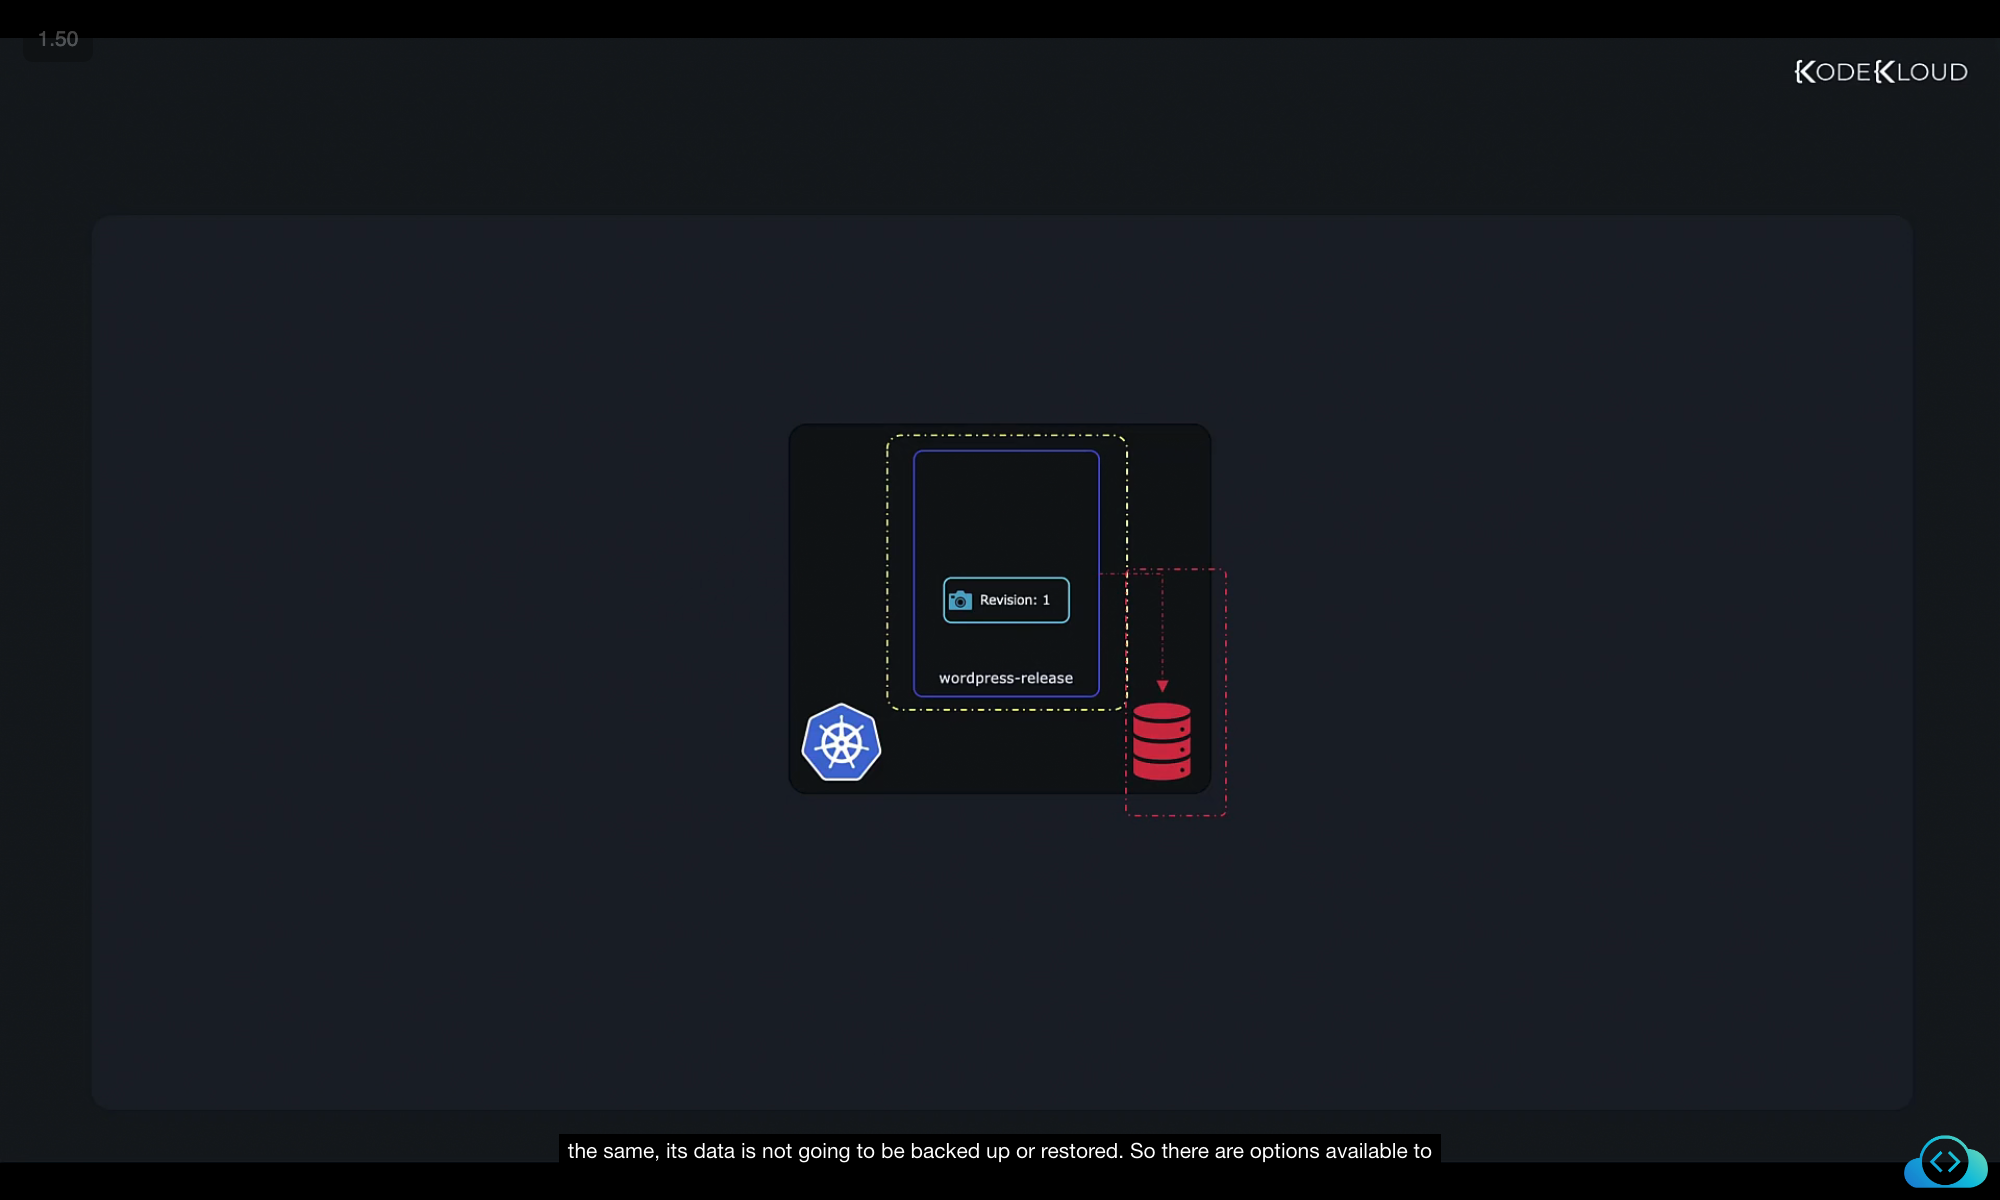 1.50
KODEKLOUD
Revision: 1
wordpress-release
the same, its data is not going to be backed up or restored. So there are options available to